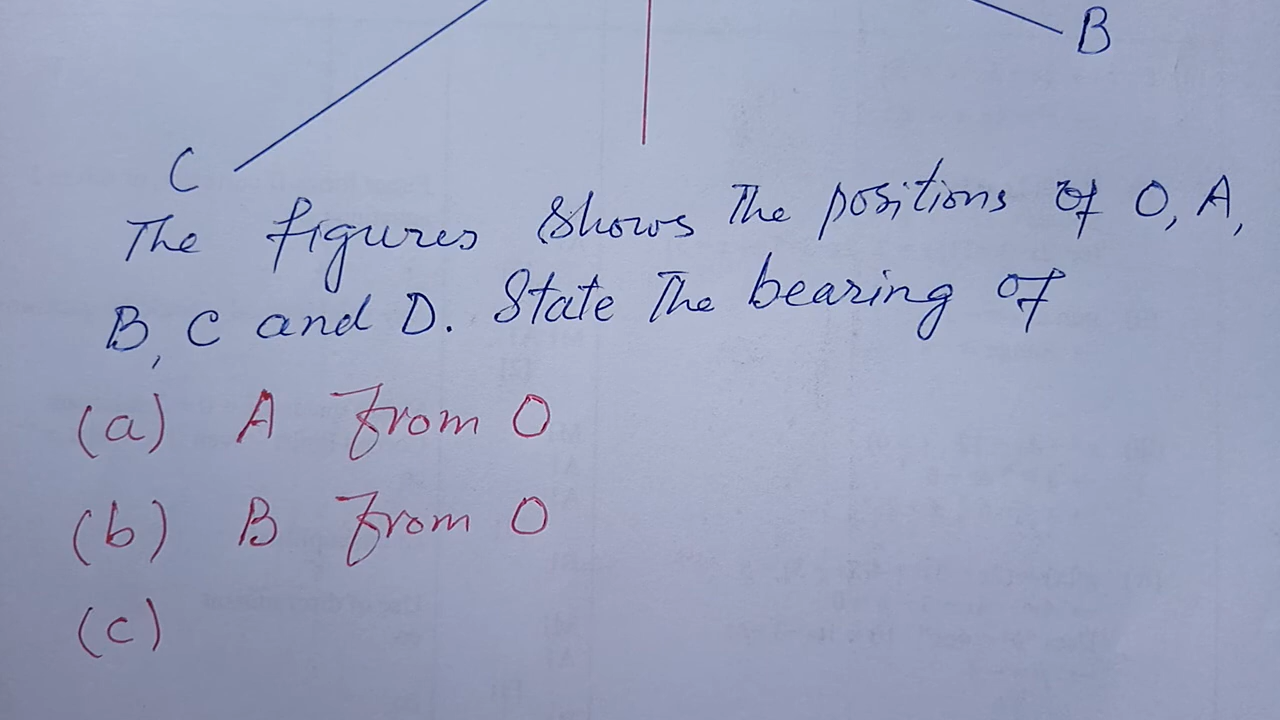 B
C
The figures shows The positions of O, A,
B, C and D. State The bearing of
(a) A from O
(b) B from O
(c)